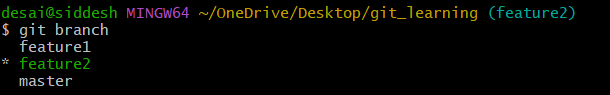 desai@siddesh MINGW64 ~/OneDrive/Desktop/git_learning (feature2)
$ git branch
  feature1
* feature2
  master